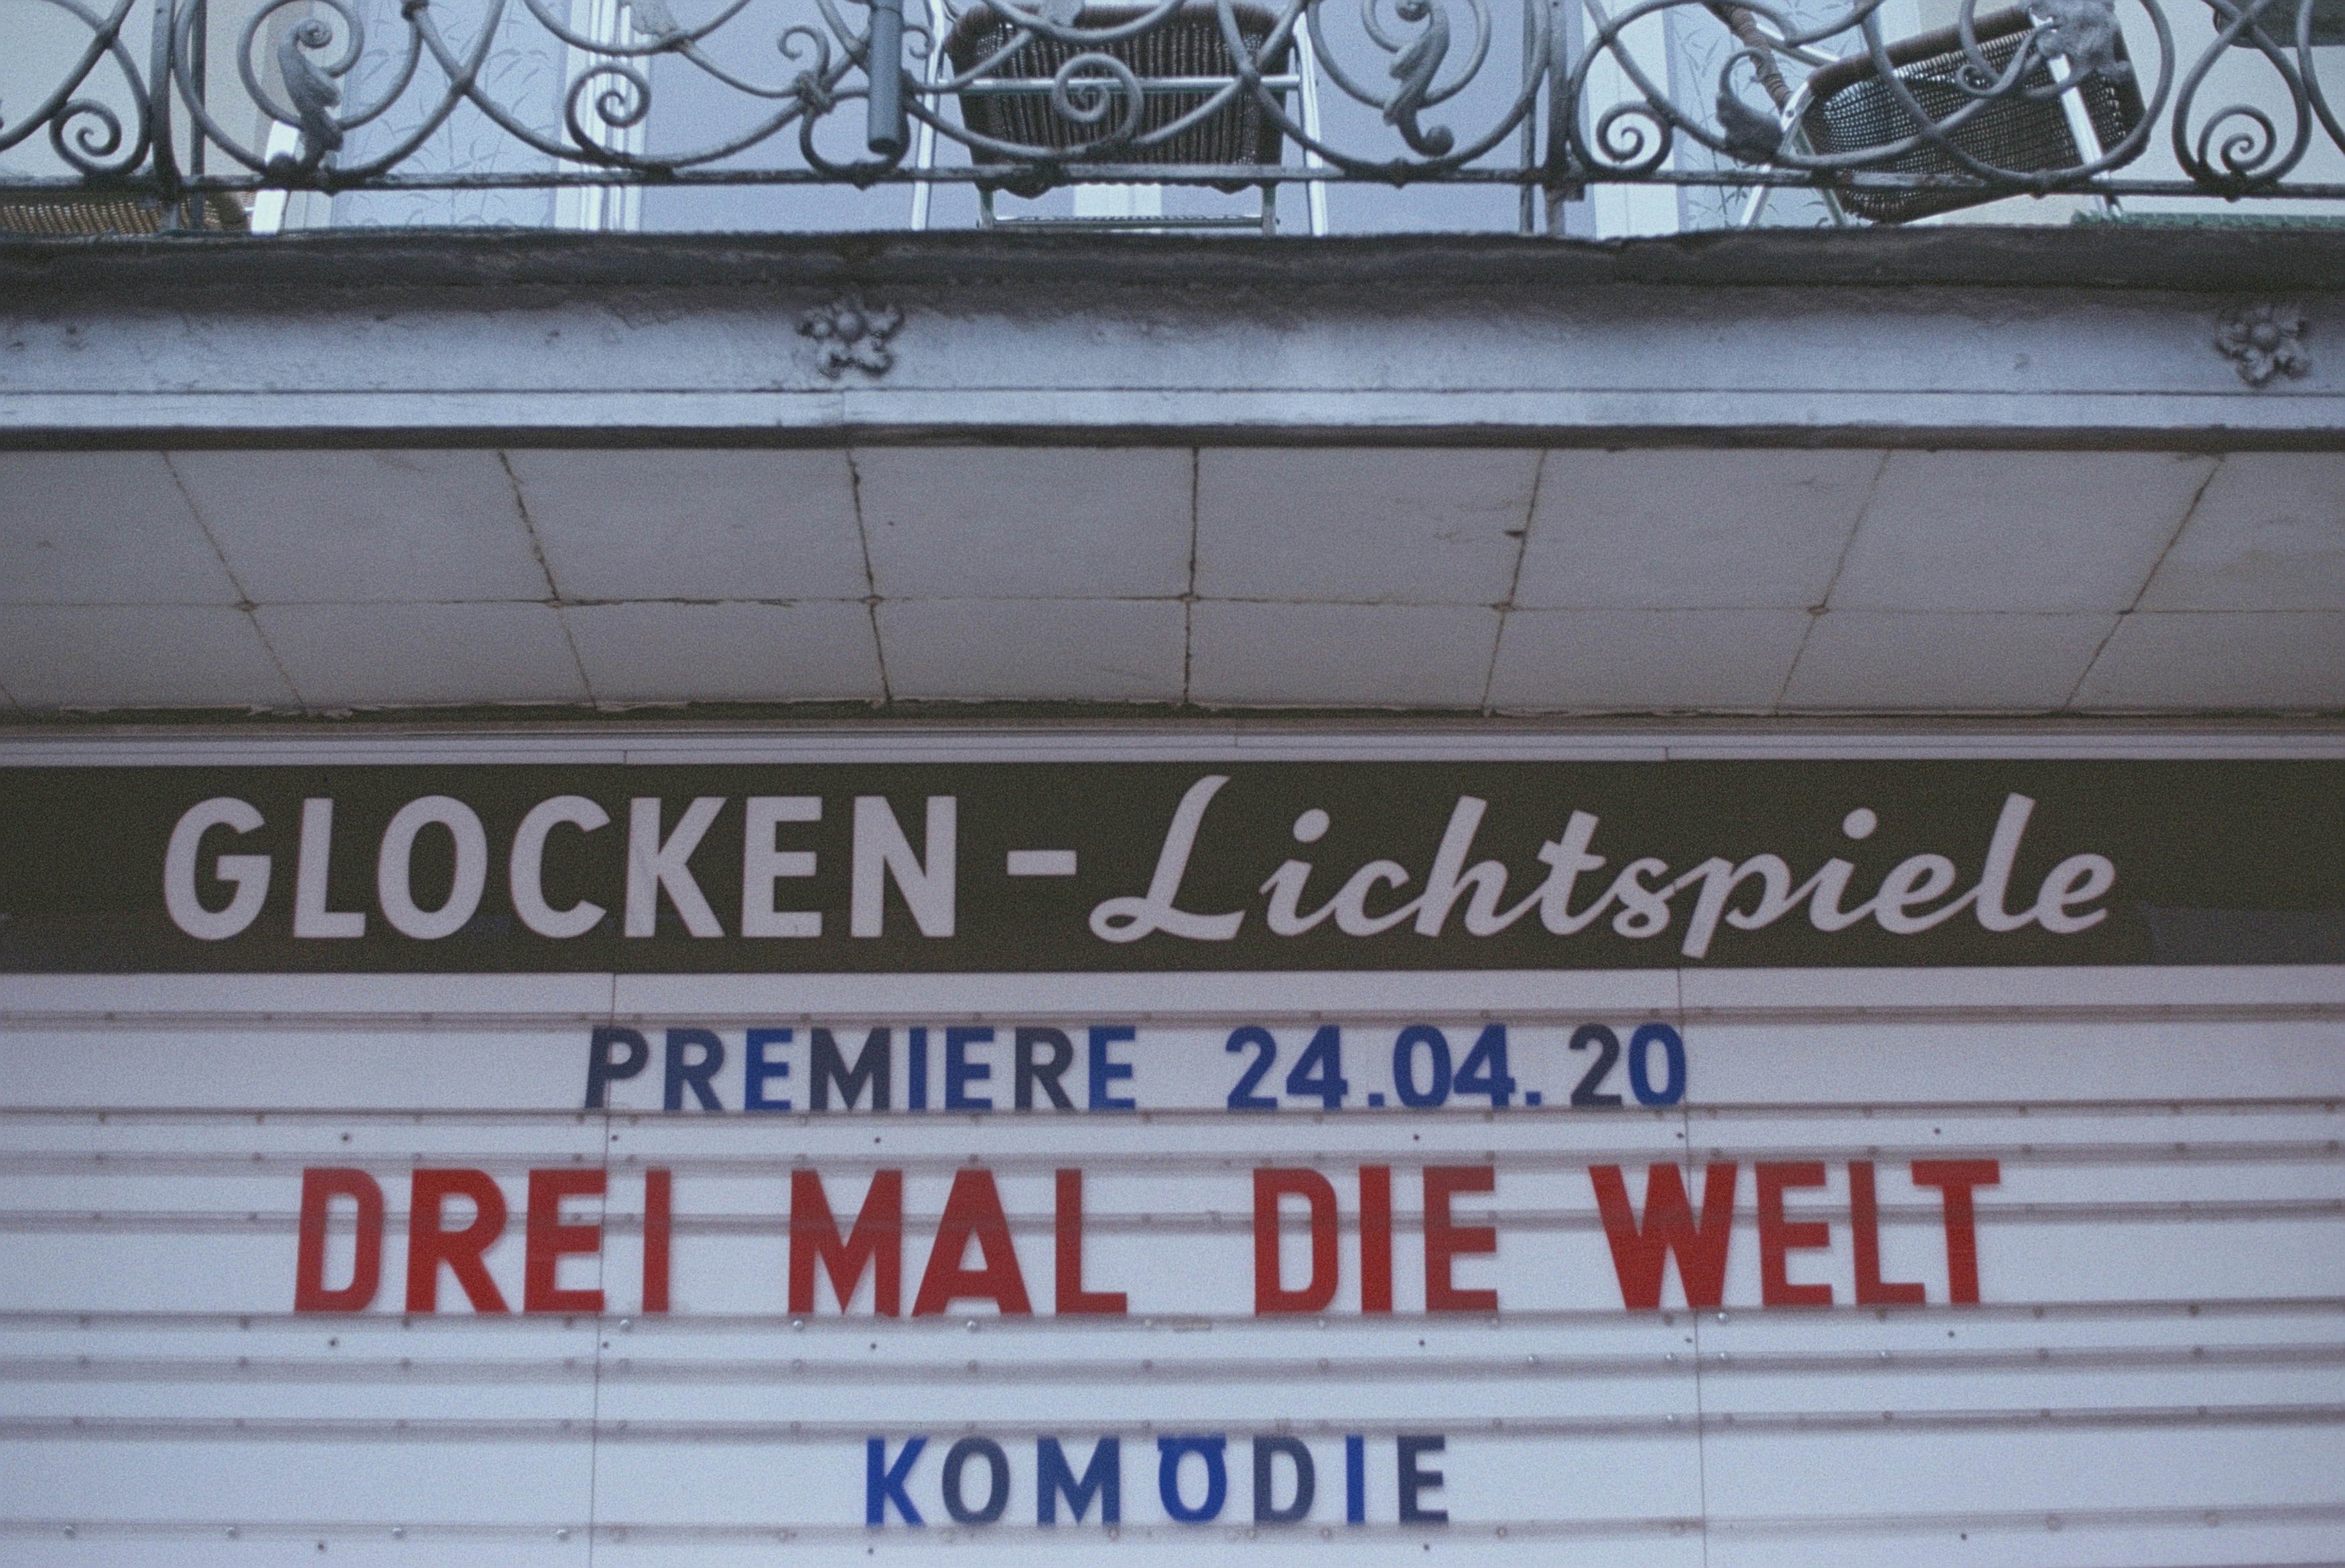 GLOCKEN - Lichtspiele
PREMIERE 24.04.20
DREI MAL DIE WELT
KOMÖDIE